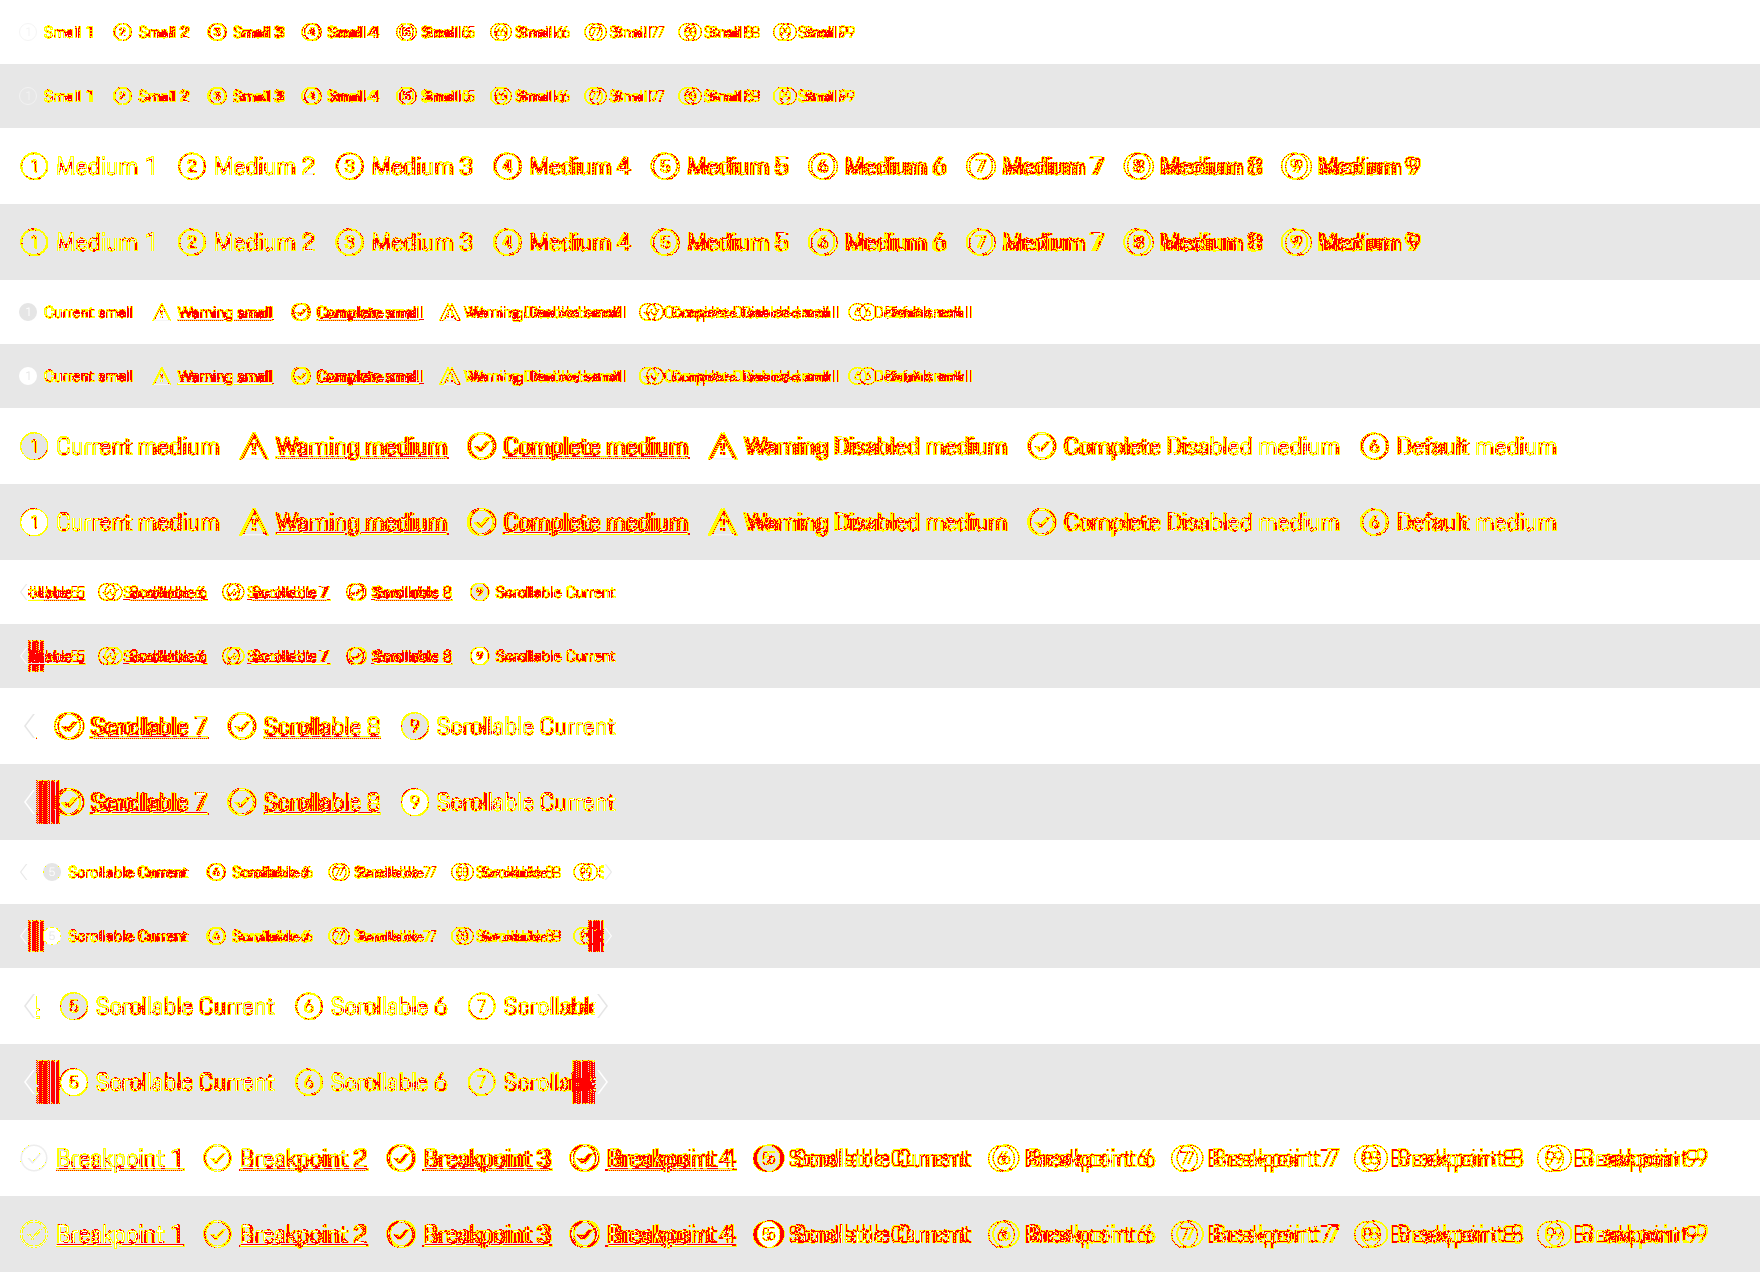 1 Small 1 2 Small 2 3 Small 3 4 Small 4 5 Small 5 6 Small 6 7 Small 7 8 Small 8 9 Small 9
1 Small 1 2 Small 2 3 Small 3 4 Small 4 5 Small 5 6 Small 6 7 Small 7 8 Small 8 9 Small 9
1 Medium 1 2 Medium 2 3 Medium 3 4 Medium 4 5 Medium 5 6 Medium 6 7 Medium 7 8 Medium 8 9 Medium 9
1 Medium 1 2 Medium 2 3 Medium 3 4 Medium 4 5 Medium 5 6 Medium 6 7 Medium 7 8 Medium 8 9 Medium 9
1 Current small Warning small Complete small Warning Disabled small Complete Disabled small Default small
1 Current small Warning small Complete small Warning Disabled small Complete Disabled small Default small
1 Current medium Warning medium Complete medium Warning Disabled medium Complete Disabled medium 6 Default medium
1 Current medium Warning medium Complete medium Warning Disabled medium Complete Disabled medium 6 Default medium
ollable 5 Scrollable 6 Scrollable 7 Scrollable 8 9 Scrollable Current
able 5 Scrollable 6 Scrollable 7 Scrollable 8 9 Scrollable Current
Scrollable 7 Scrollable 8 9 Scrollable Current
Scrollable 7 Scrollable 8 9 Scrollable Current
5 Scrollable Current 6 Scrollable 6 7 Scrollable 7 8 Scrollable 8 9 S
5 Scrollable Current 6 Scrollable 6 7 Scrollable 7 8 Scrollable 8
5 Scrollable Current 6 Scrollable 6 7 Scrollabl
5 Scrollable Current 6 Scrollable 6 7 Scrolla
Breakpoint 1 Breakpoint 2 Breakpoint 3 Breakpoint 4 5 Scrollable Current 6 Breakpoint 6 7 Breakpoint 7 8 Breakpoint 8 9 Breakpoint 9
Breakpoint 1 Breakpoint 2 Breakpoint 3 Breakpoint 4 5 Scrollable Current 6 Breakpoint 6 7 Breakpoint 7 8 Breakpoint 8 9 Breakpoint 9